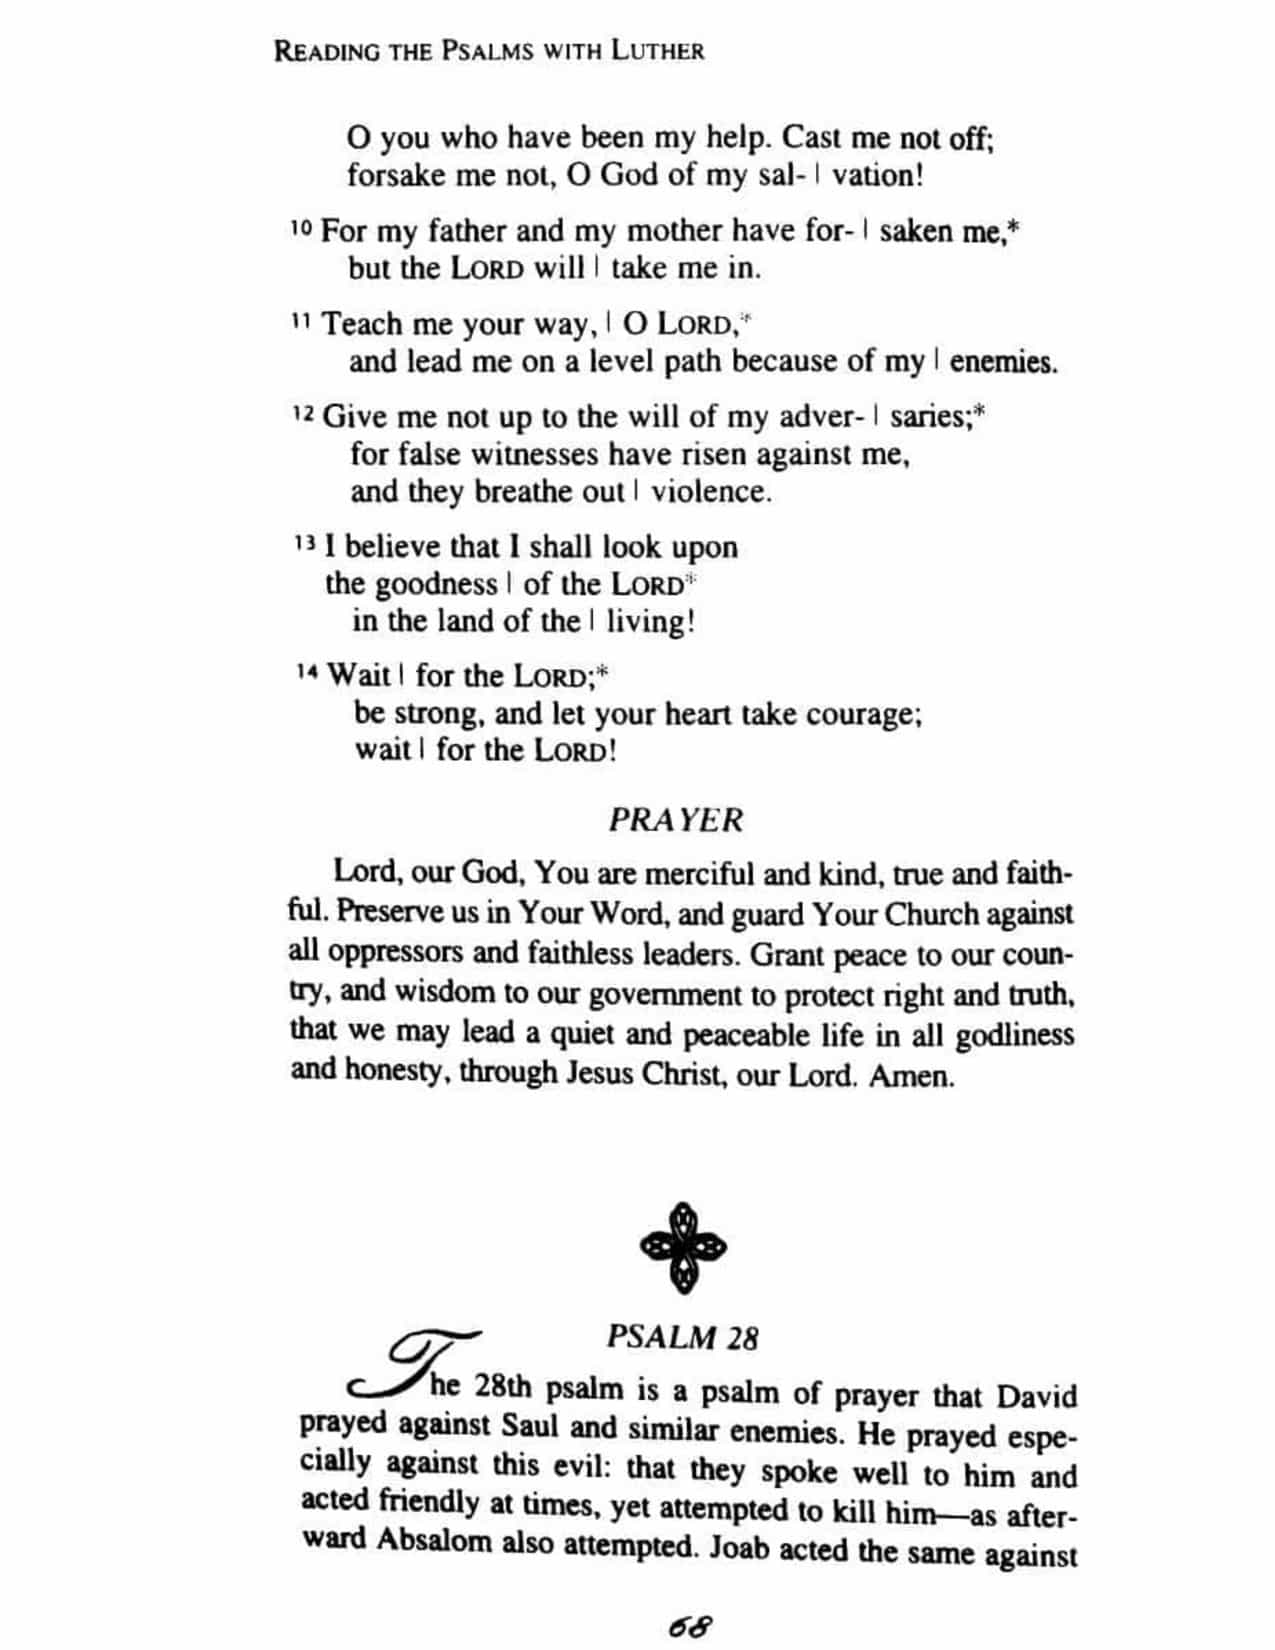 READING THE PSALMS WITH LUTHER
O you who have been my help. Cast me not off;
forsake me not, O God of my sal- | vation!
10 For my father and my mother have for- | saken me,*
but the LORD will | take me in.
11 Teach me your way, | O LORD,*
and lead me on a level path because of my | enemies.
12 Give me not up to the will of my adver- | saries;*
for false witnesses have risen against me,
and they breathe out | violence.
13 I believe that I shall look upon
the goodness | of the LORD*
in the land of the | living!
14 Wait | for the LORD;*
be strong, and let your heart take courage;
wait | for the LORD!
PRAYER
Lord, our God, You are merciful and kind, true and faith-
ful. Preserve us in Your Word, and guard Your Church against
all oppressors and faithless leaders. Grant peace to our coun-
try, and wisdom to our government to protect right and truth,
that we may lead a quiet and peaceable life in all godliness
and honesty, through Jesus Christ, our Lord. Amen.
PSALM 28
The 28th psalm is a psalm of prayer that David
prayed against Saul and similar enemies. He prayed espe-
cially against this evil: that they spoke well to him and
acted friendly at times, yet attempted to kill him—as after-
ward Absalom also attempted. Joab acted the same against
68